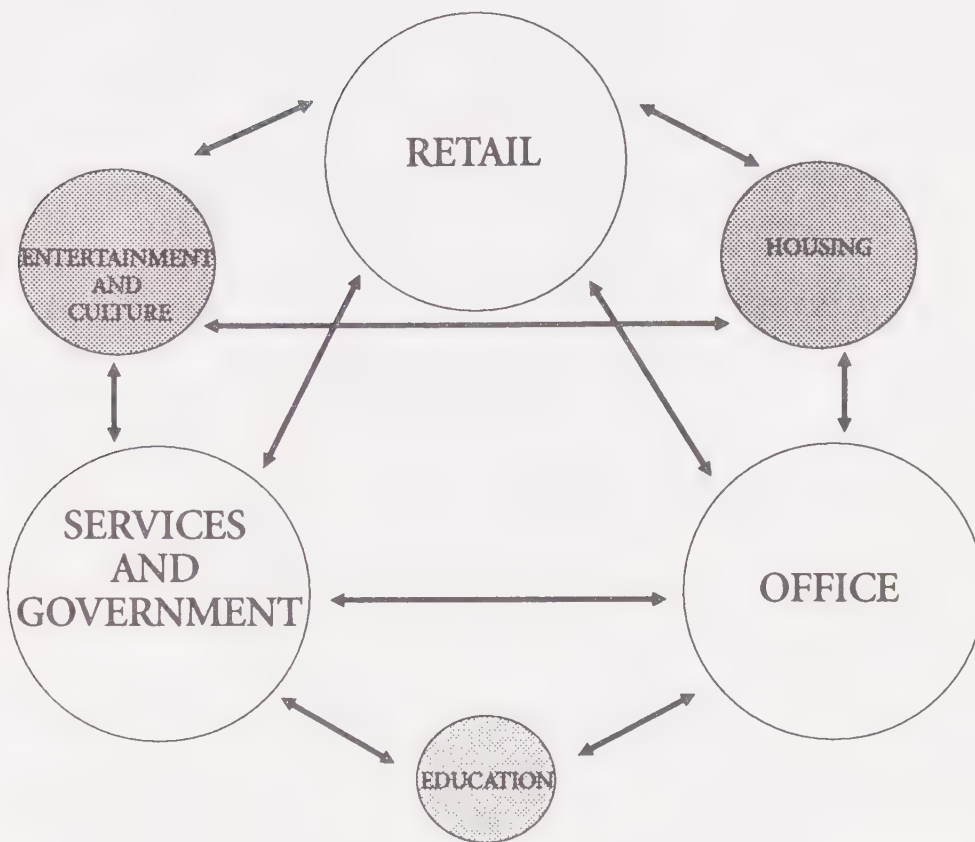 RETAIL
ENTERTAINMENT
AND
CULTURE
HOUSING
SERVICES
AND
GOVERNMENT
OFFICE
EDUCATION